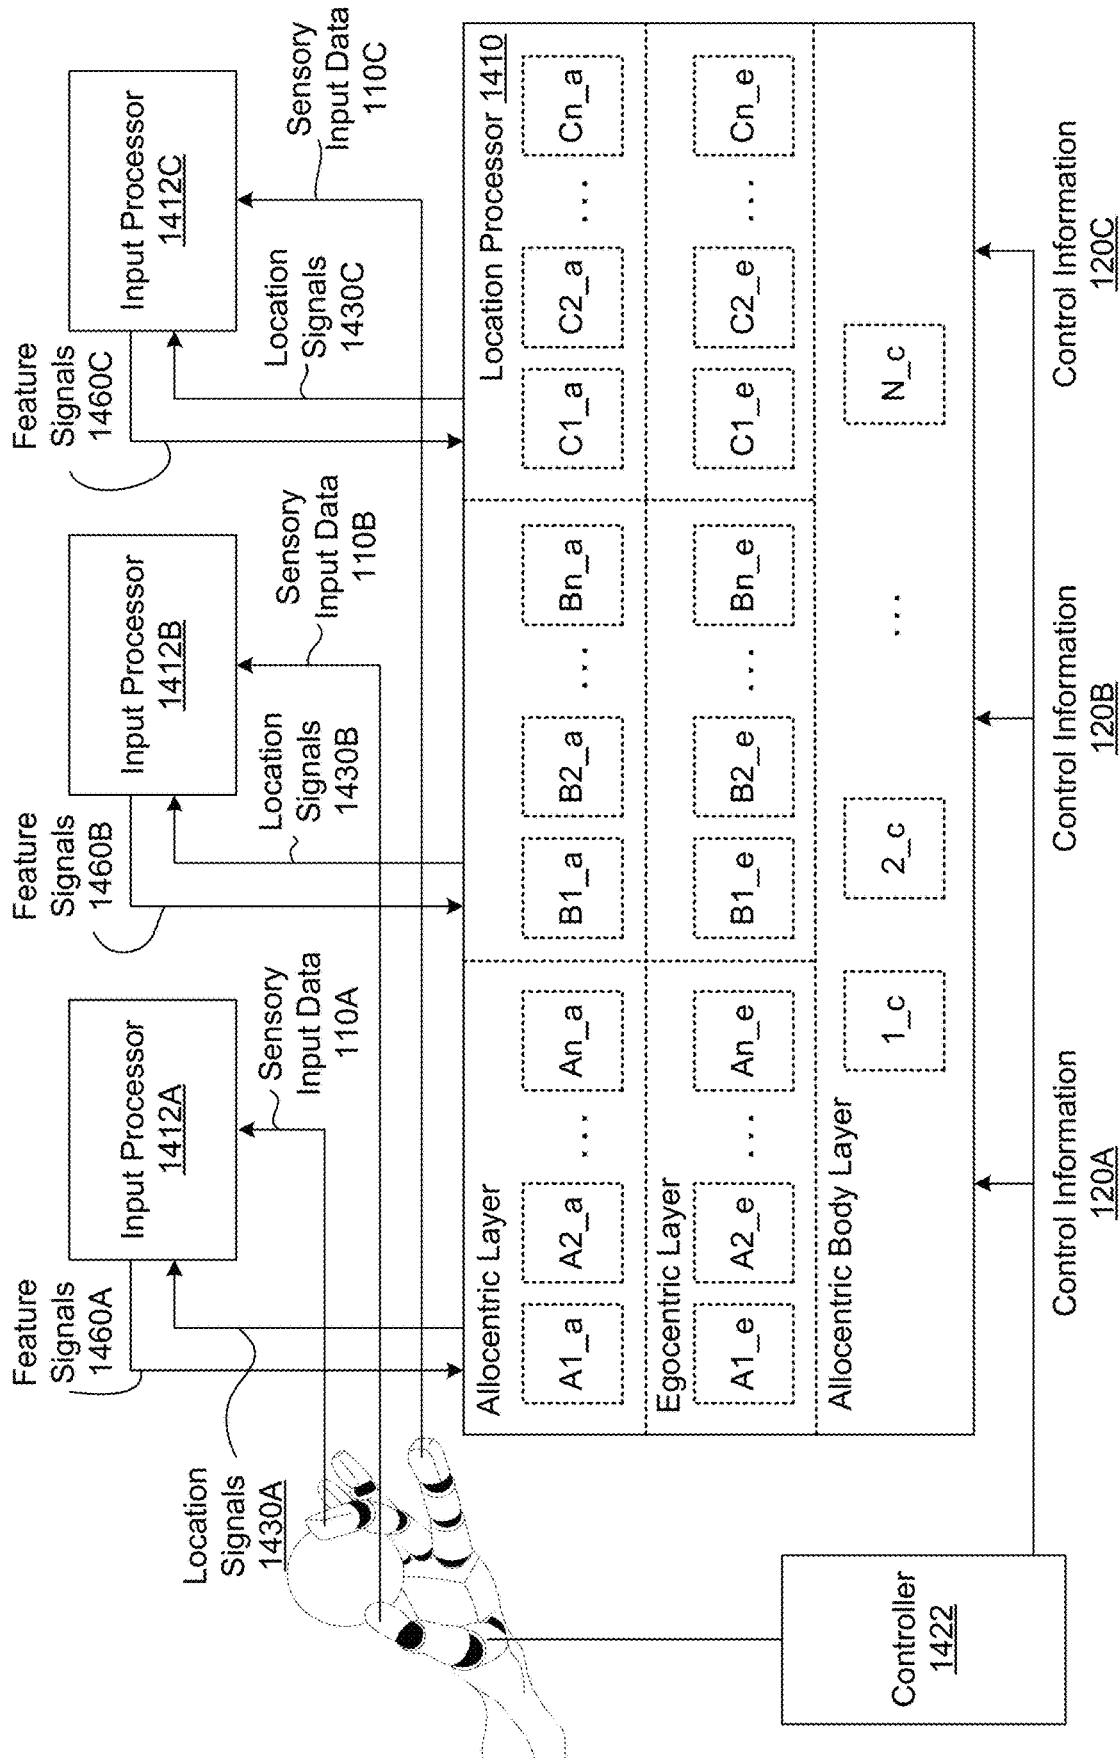 Feature
Signals
1460A
Input Processor
1412A
Feature
Signals
1460B
Input Processor
1412B
Feature
Signals
1460C
Input Processor
1412C
Location
Signals
1430A
Sensory
Input Data
110A
Location
Signals
1430B
Sensory
Input Data
110B
Location
Signals
1430C
Sensory
Input Data
110C
Allocentric Layer
Location Processor 1410
A1_a
A2_a
...
An_a
B1_a
B2_a
...
Bn_a
C1_a
C2_a
...
Cn_a
Egocentric Layer
A1_e
A2_e
...
An_e
B1_e
B2_e
...
Bn_e
C1_e
C2_e
...
Cn_e
Allocentric Body Layer
1_c
2_c
...
N_c
Controller
1422
Control Information
120A
Control Information
120B
Control Information
120C